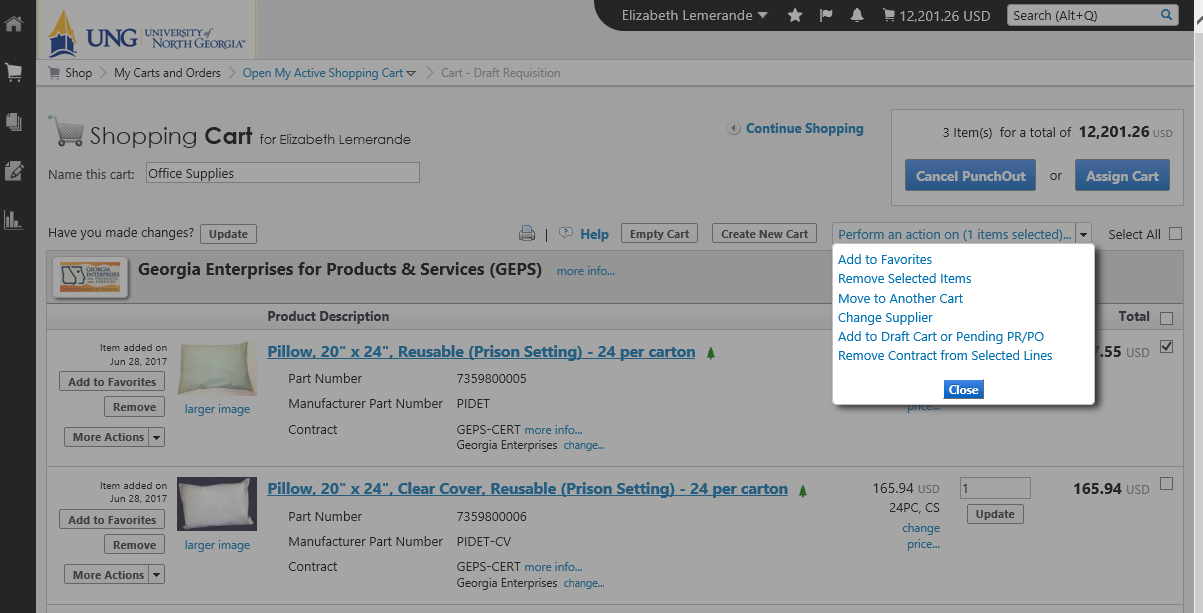 Elizabeth Lemerande
12,201.26 USD
Search (Alt+Q)
UNG UNIVERSITY of NORTH GEORGIA
Shop
My Carts and Orders
Open My Active Shopping Cart
Cart - Draft Requisition
Shopping Cart for Elizabeth Lemerande
Continue Shopping
3 Item(s) for a total of 12,201.26 USD
Cancel PunchOut or Assign Cart
Name this cart: Office Supplies
Have you made changes? Update
| Help Empty Cart Create New Cart Perform an action on (1 items selected)... Select All
Add to Favorites
Remove Selected Items
Move to Another Cart
Change Supplier
Add to Draft Cart or Pending PR/PO
Remove Contract from Selected Lines
Close
GEORGIA ENTERPRISES
Georgia Enterprises for Products & Services (GEPS) more info...
Product Description Total
Item added on
Jun 28, 2017
Add to Favorites
Remove
More Actions
larger image
Pillow, 20" x 24", Reusable (Prison Setting) - 24 per carton
Part Number 7359800005
Manufacturer Part Number PIDET
Contract GEPS-CERT more info...
Georgia Enterprises change...
7.55 USD
price...
Item added on
Jun 28, 2017
Add to Favorites
Remove
More Actions
larger image
Pillow, 20" x 24", Clear Cover, Reusable (Prison Setting) - 24 per carton
Part Number 7359800006
Manufacturer Part Number PIDET-CV
Contract GEPS-CERT more info...
Georgia Enterprises change...
165.94 USD 1 165.94 USD
24PC, CS Update
change
price...